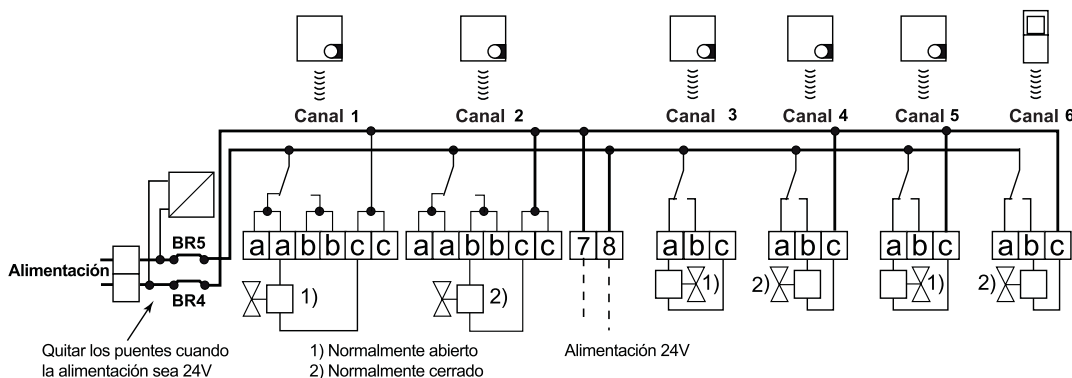 Canal 1 Canal 2 Canal 3 Canal 4 Canal 5 Canal 6
BR5
a a b b c c a a b b c c 7 8 a b c a b c a b c a b c
Alimentación
1) 2) 1) 2) 1) 2)
BR4
Quitar los puentes cuando
la alimentación sea 24V
1) Normalmente abierto
2) Normalmente cerrado
Alimentación 24V